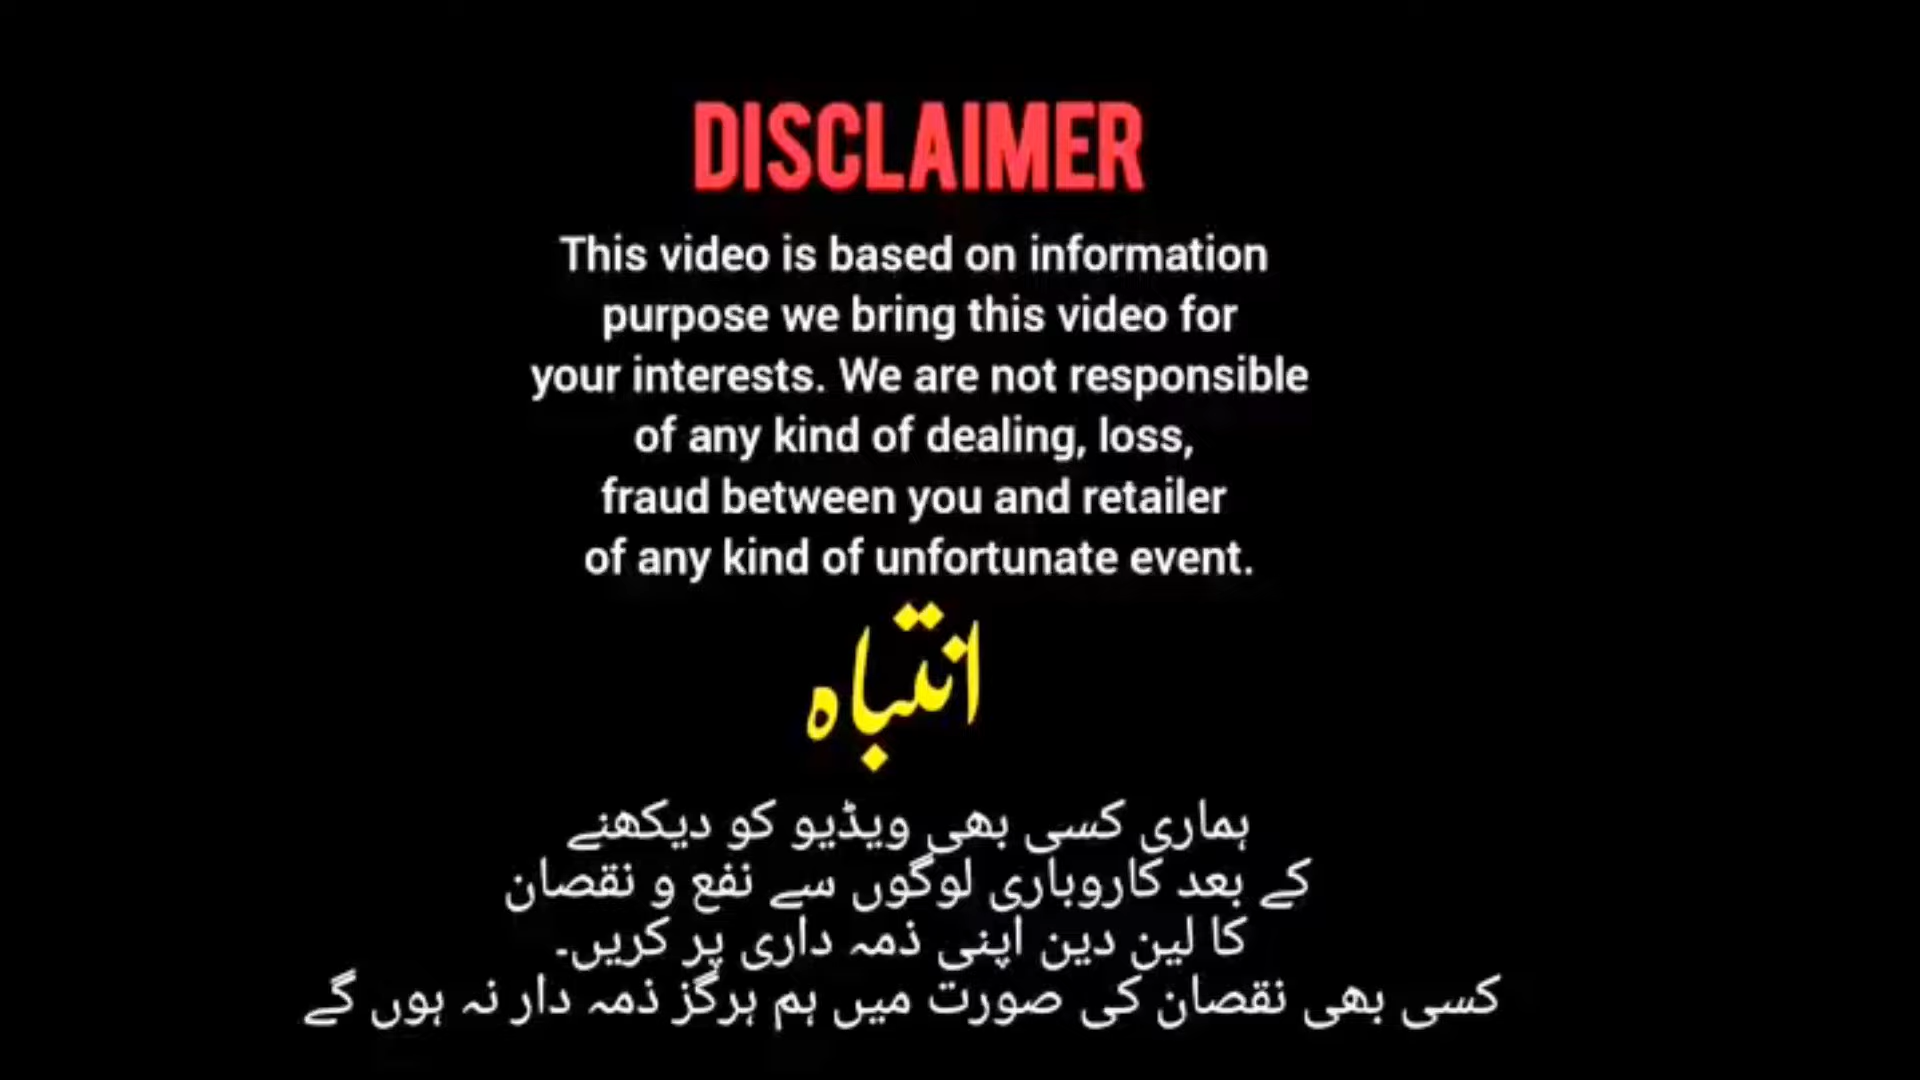 DISCLAIMER
This video is based on information
purpose we bring this video for
your interests. We are not responsible
of any kind of dealing, loss,
fraud between you and retailer
of any kind of unfortunate event.
انتباہ
ہماری کسی بھی ویڈیو کو دیکھنے
کے بعد کاروباری لوگوں سے نفع و نقصان
کا لین دین اپنی ذمہ داری پر کریں۔
کسی بھی نقصان کی صورت میں ہم ہرگز ذمہ دار نہ ہوں گے